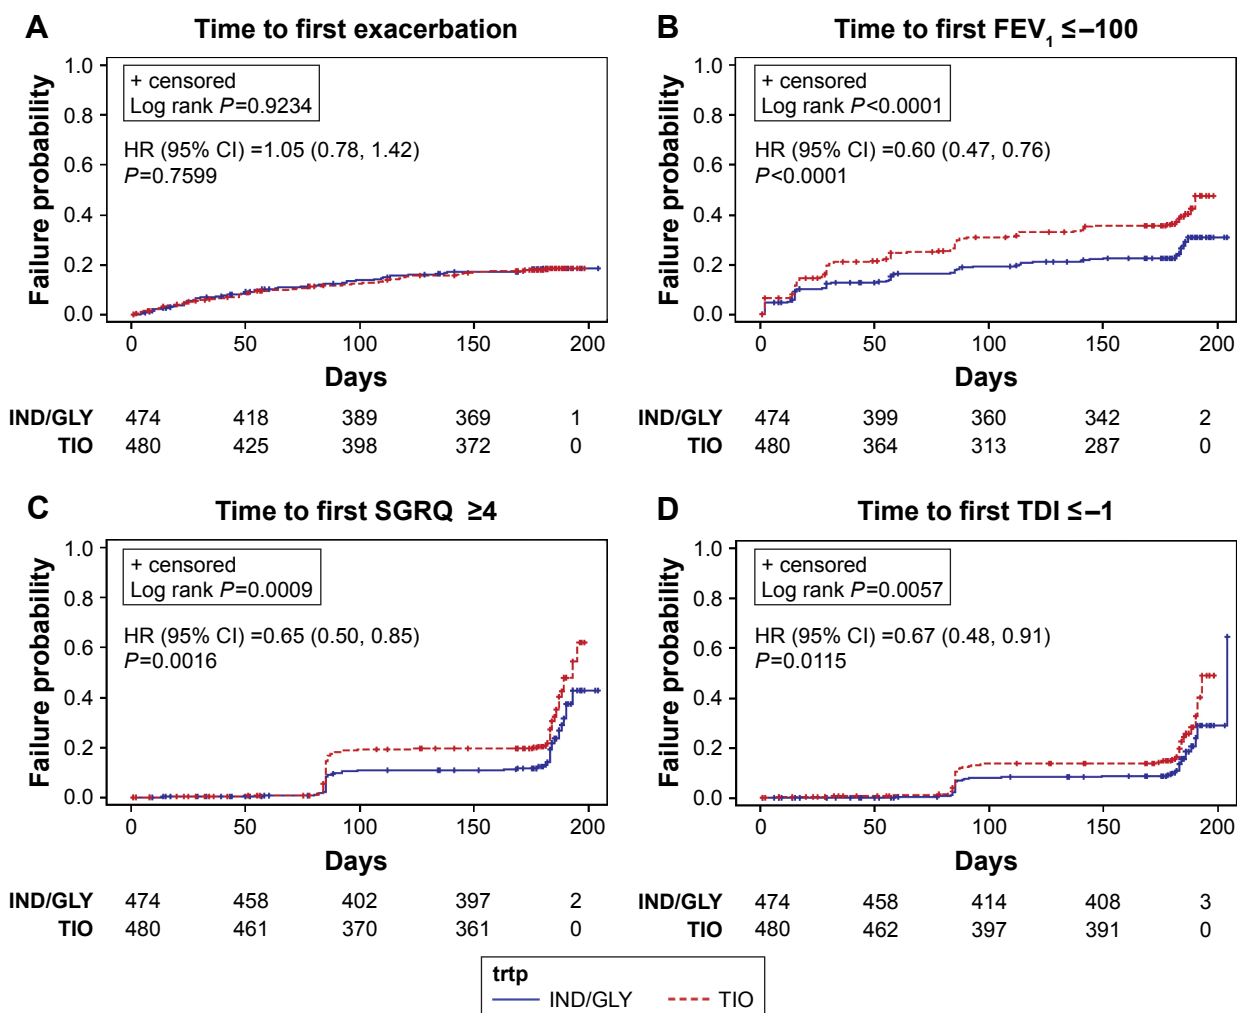 A Time to first exacerbation
Failure probability
1.0
0.8
0.6
0.4
0.2
0.0
+ censored
Log rank P=0.9234
HR (95% CI) =1.05 (0.78, 1.42)
P=0.7599
0 50 100 150 200
Days
IND/GLY 474 418 389 369 1
TIO 480 425 398 372 0
B Time to first FEV1 ≤–100
Failure probability
1.0
0.8
0.6
0.4
0.2
0.0
+ censored
Log rank P<0.0001
HR (95% CI) =0.60 (0.47, 0.76)
P<0.0001
0 50 100 150 200
Days
IND/GLY 474 399 360 342 2
TIO 480 364 313 287 0
C Time to first SGRQ ≥4
Failure probability
1.0
0.8
0.6
0.4
0.2
0.0
+ censored
Log rank P=0.0009
HR (95% CI) =0.65 (0.50, 0.85)
P=0.0016
0 50 100 150 200
Days
IND/GLY 474 458 402 397 2
TIO 480 461 370 361 0
D Time to first TDI ≤–1
Failure probability
1.0
0.8
0.6
0.4
0.2
0.0
+ censored
Log rank P=0.0057
HR (95% CI) =0.67 (0.48, 0.91)
P=0.0115
0 50 100 150 200
Days
IND/GLY 474 458 414 408 3
TIO 480 462 397 391 0
trtp
IND/GLY TIO